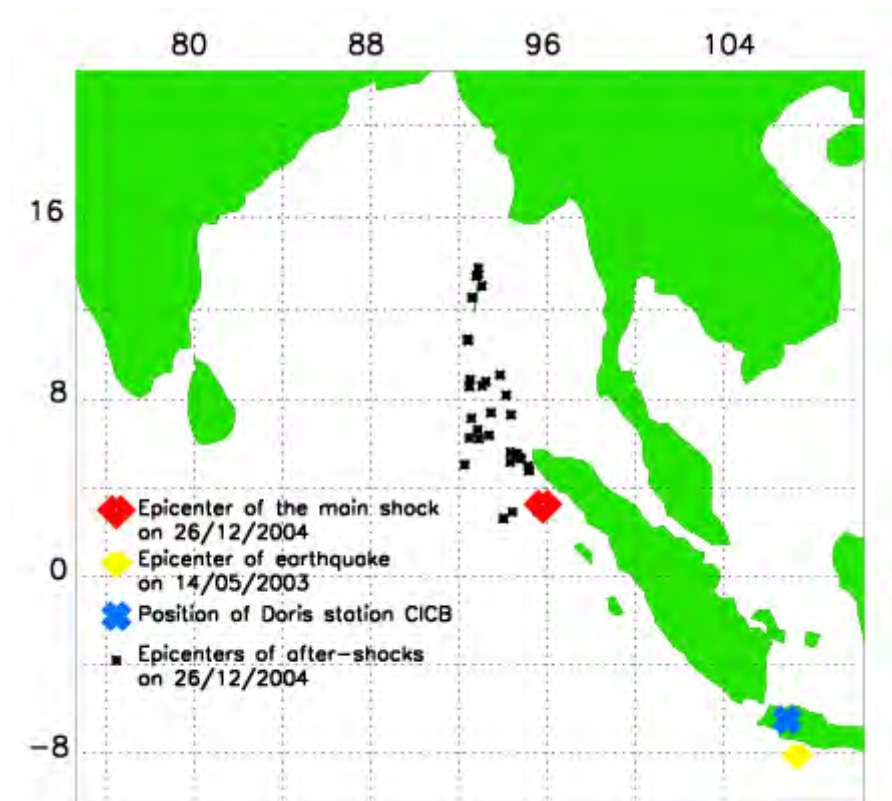 80 88 96 104
16
8
0
-8
Epicenter of the main shock
on 26/12/2004
Epicenter of earthquake
on 14/05/2003
Position of Doris station CICB
Epicenters of after-shocks
on 26/12/2004